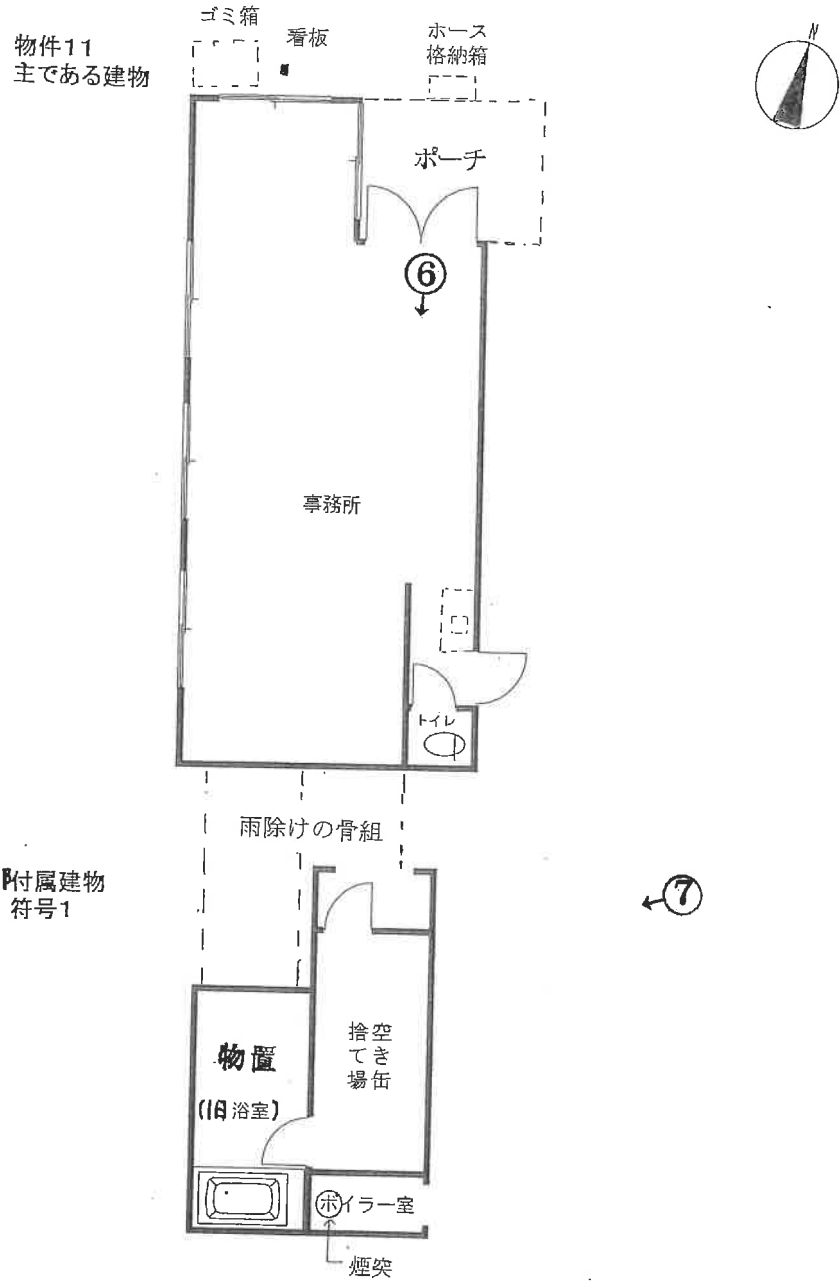 ゴミ箱
看板
ホース
格納箱
N
物件11
主である建物
ポーチ
⑥
事務所
トイレ
雨除けの骨組
付属建物
符号1
⑦
空き缶
捨て場
物置
(旧浴室)
ボイラー室
煙突